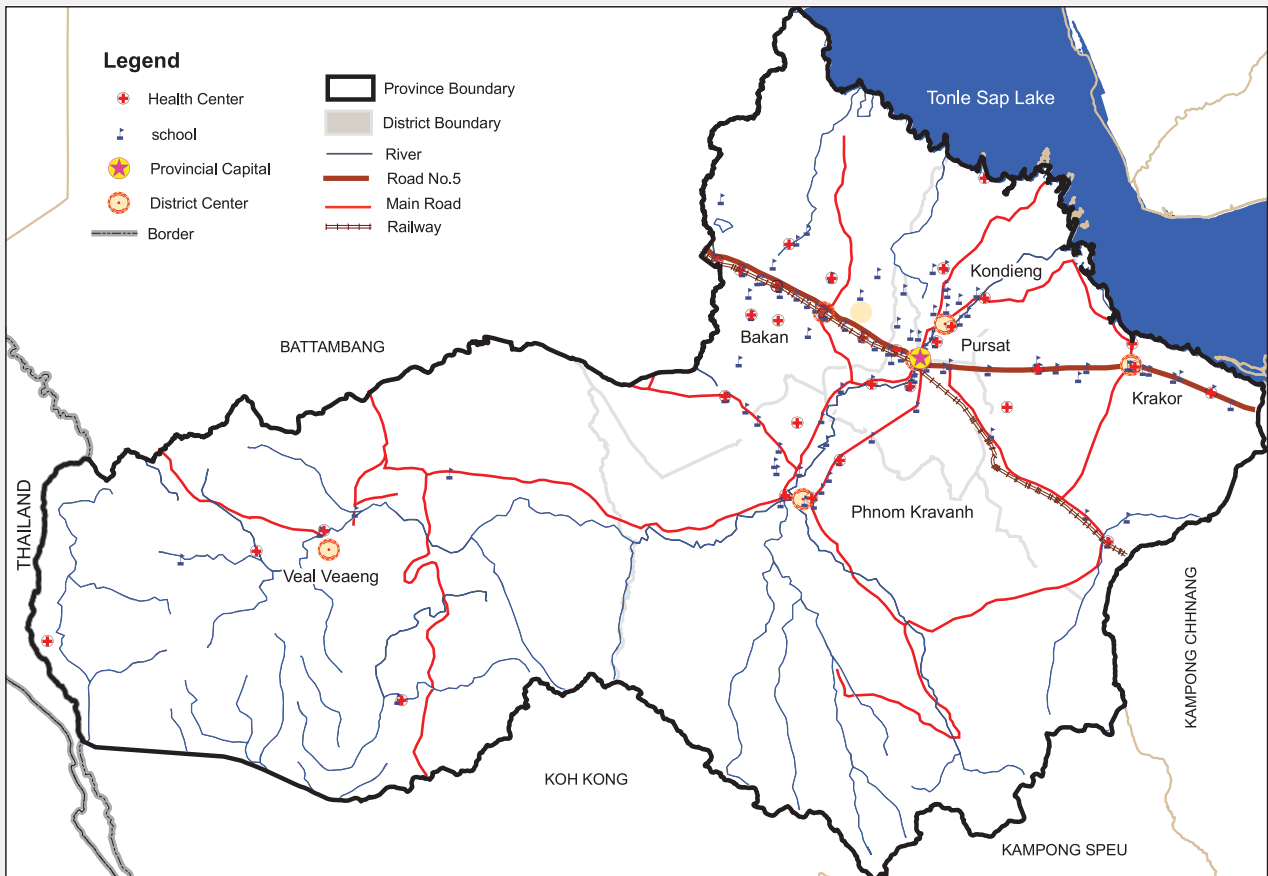 Legend
Health Center
school
Provincial Capital
District Center
Border
Province Boundary
District Boundary
River
Road No.5
Main Road
Railway
Tonle Sap Lake
Kondieng
Bakan
Pursat
BATTAMBANG
Krakor
Phnom Kravanh
THAILAND
Veal Veaeng
KAMPONG CHHNANG
KOH KONG
KAMPONG SPEU